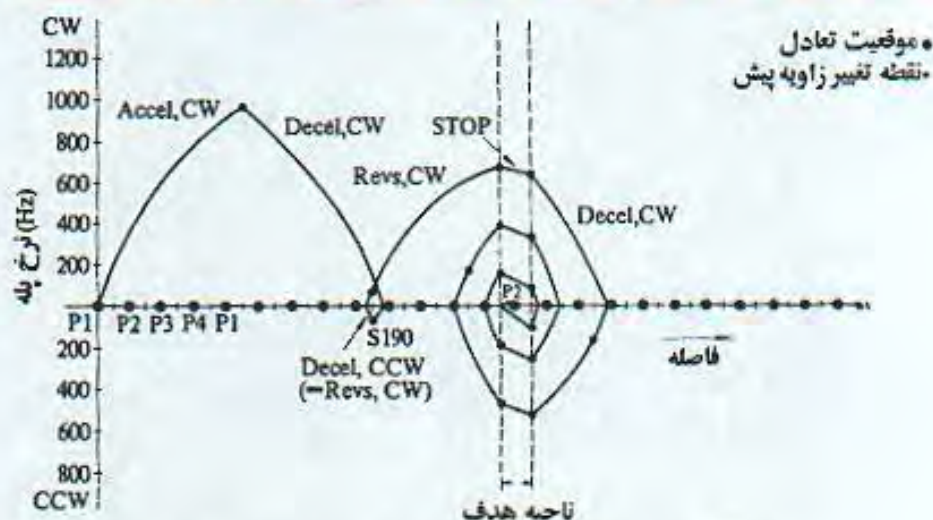 CW
• موقعیت تعادل
• نقطه تغییر زاویه پیش
1200
1000
800
600
400
200
0
200
400
600
800
CCW
نرخ پله (Hz)
Accel,CW
Decel,CW
Revs,CW
STOP
Decel,CW
P1
P2
P3
P4
P1
S190
P2
Decel, CCW
(=Revs, CW)
فاصله
ناحیه هدف